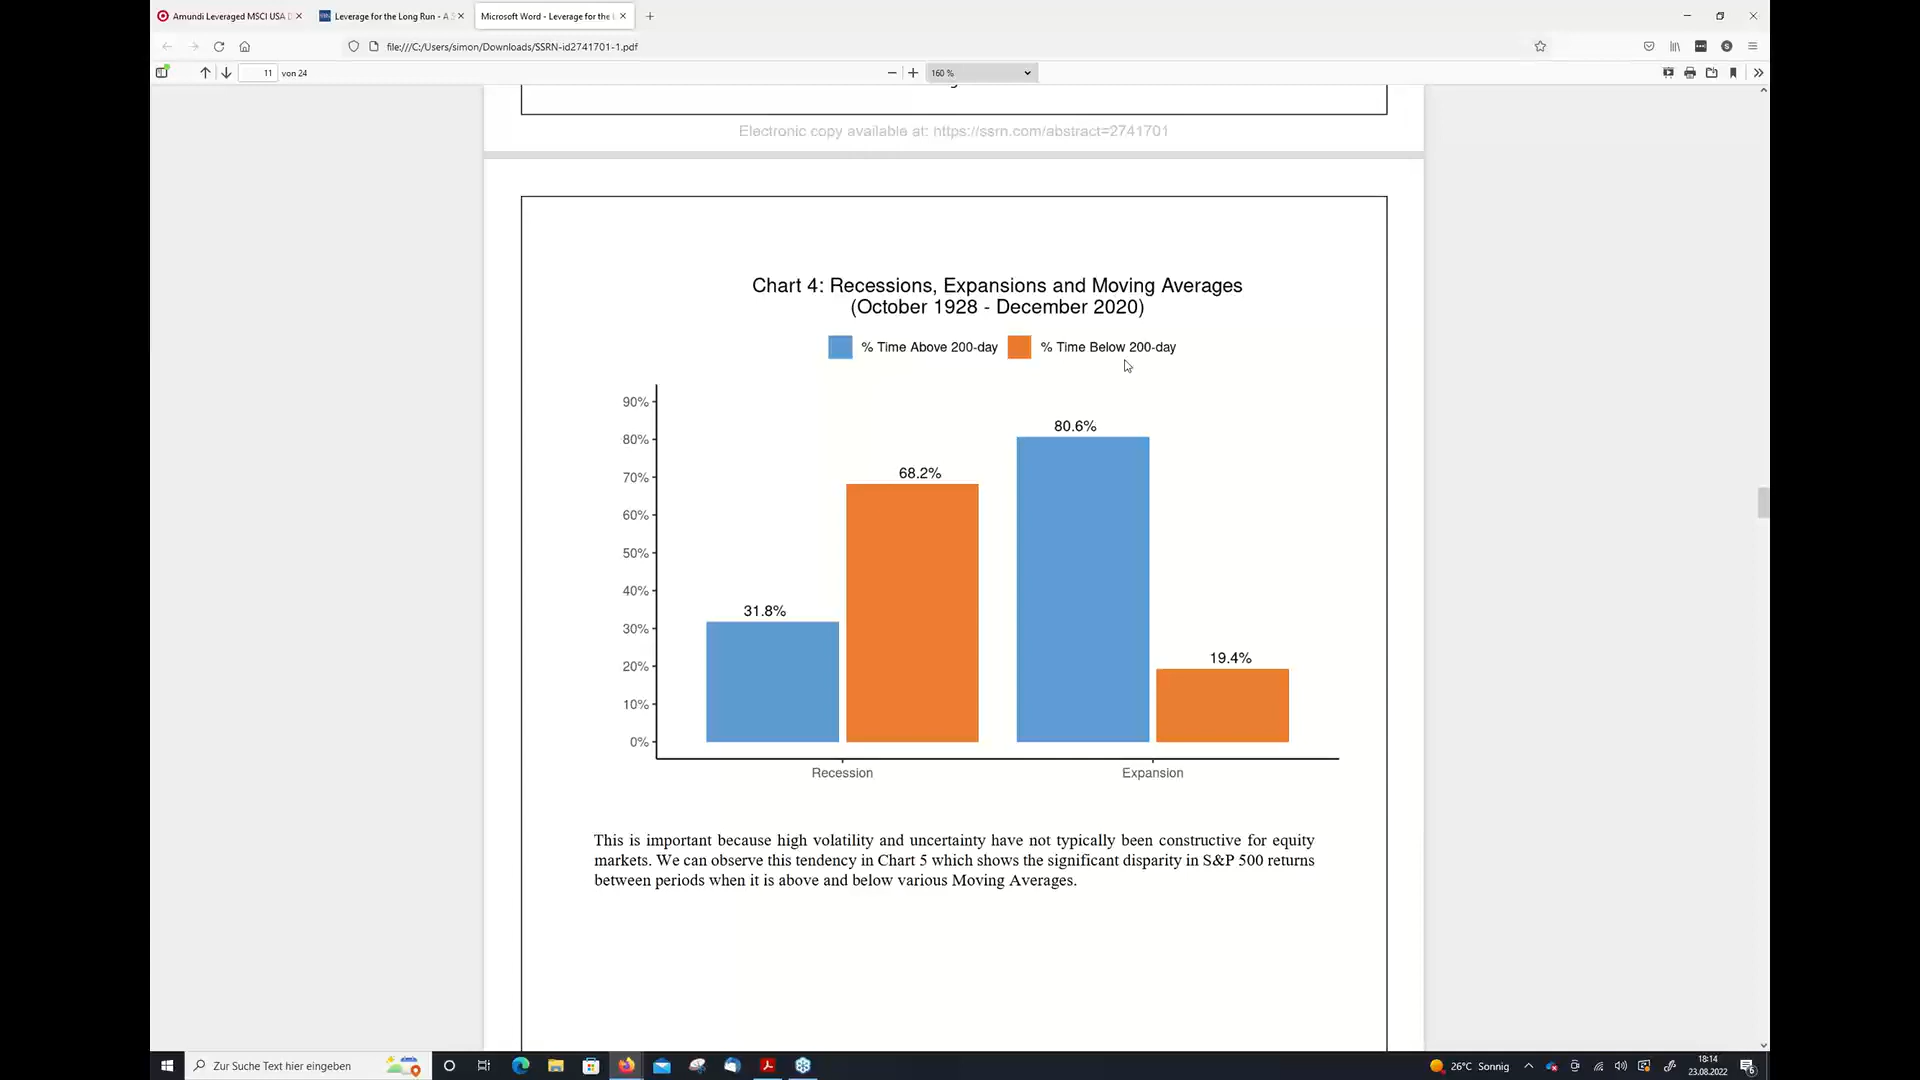 Amundi Leveraged MSCI USA D
Leverage for the Long Run - A S
Microsoft Word - Leverage for the L
file:///C:/Users/simon/Downloads/SSRN-id2741701-1.pdf
11 von 24
160 %
Electronic copy available at: https://ssrn.com/abstract=2741701
Chart 4: Recessions, Expansions and Moving Averages
(October 1928 - December 2020)
% Time Above 200-day % Time Below 200-day
90%
80.6%
80%
68.2%
70%
60%
50%
40%
31.8%
30%
19.4%
20%
10%
0%
Recession Expansion
This is important because high volatility and uncertainty have not typically been constructive for equity
markets. We can observe this tendency in Chart 5 which shows the significant disparity in S&P 500 returns
between periods when it is above and below various Moving Averages.
Zur Suche Text hier eingeben
26°C Sonnig
18:14
23.08.2022